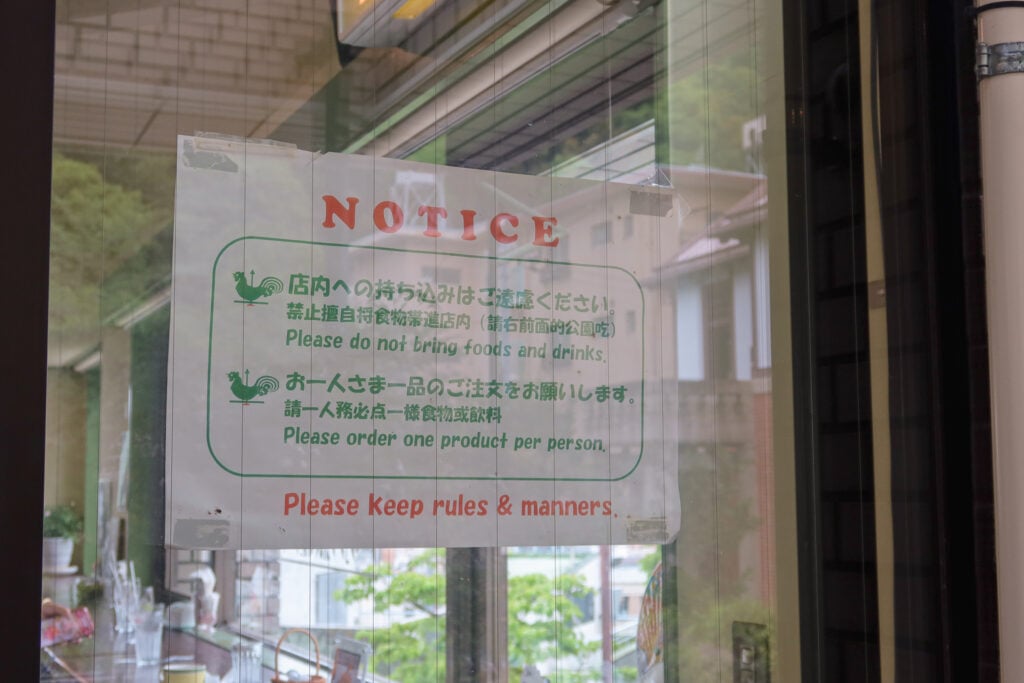 NOTICE
店内への持ち込みはご遠慮ください。
禁止擅自将食物帯進店内（請右前面的公園吃）
Please do not bring foods and drinks.
お一人さま一品のご注文をお願いします。
請一人務必点一様食物或飲料
Please order one product per person.
Please Keep rules & manners.